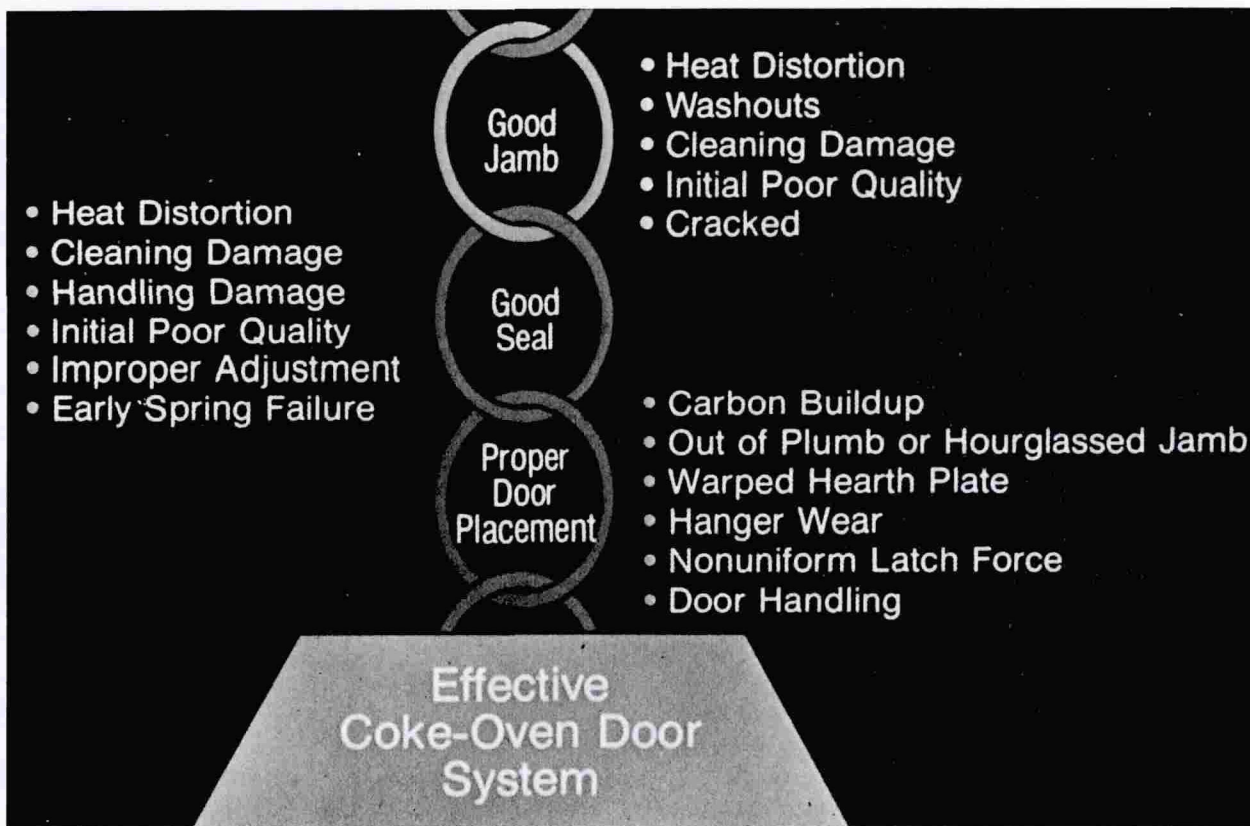 Good
Jamb
• Heat Distortion
• Washouts
• Cleaning Damage
• Initial Poor Quality
• Cracked
• Heat Distortion
• Cleaning Damage
• Handling Damage
• Initial Poor Quality
• Improper Adjustment
• Early Spring Failure
Good
Seal
Proper
Door
Placement
• Carbon Buildup
• Out of Plumb or Hourglassed Jamb
• Warped Hearth Plate
• Hanger Wear
• Nonuniform Latch Force
• Door Handling
Effective
Coke-Oven Door
System